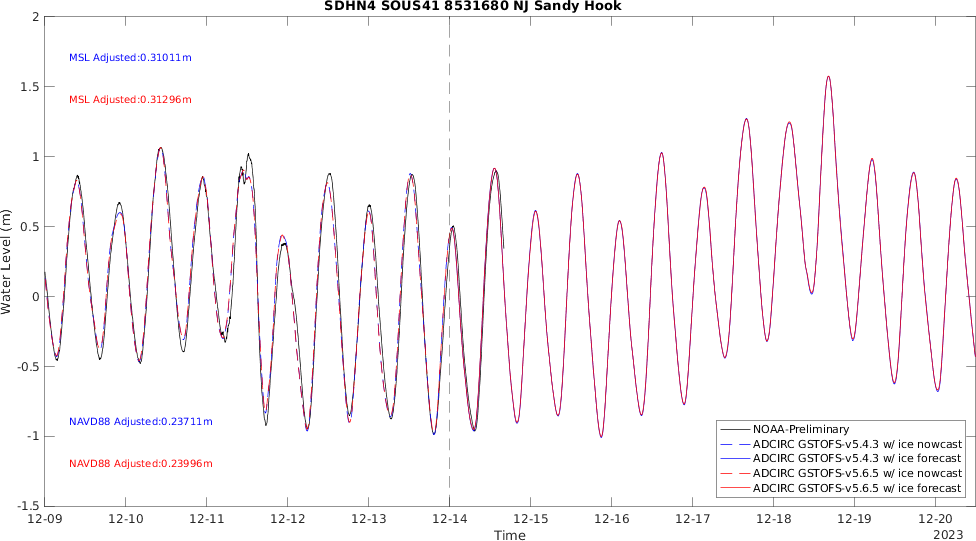 SDHN4 SOUS41 8531680 NJ Sandy Hook
MSL Adjusted:0.31011m
MSL Adjusted:0.31296m
NAVD88 Adjusted:0.23711m
NAVD88 Adjusted:0.23996m
Water Level (m)
2
1.5
1
0.5
0
-0.5
-1
-1.5
NOAA-Preliminary
ADCIRC GSTOFS-v5.4.3 w/ ice nowcast
ADCIRC GSTOFS-v5.4.3 w/ ice forecast
ADCIRC GSTOFS-v5.6.5 w/ ice nowcast
ADCIRC GSTOFS-v5.6.5 w/ ice forecast
12-09 12-10 12-11 12-12 12-13 12-14 12-15 12-16 12-17 12-18 12-19 12-20
2023
Time